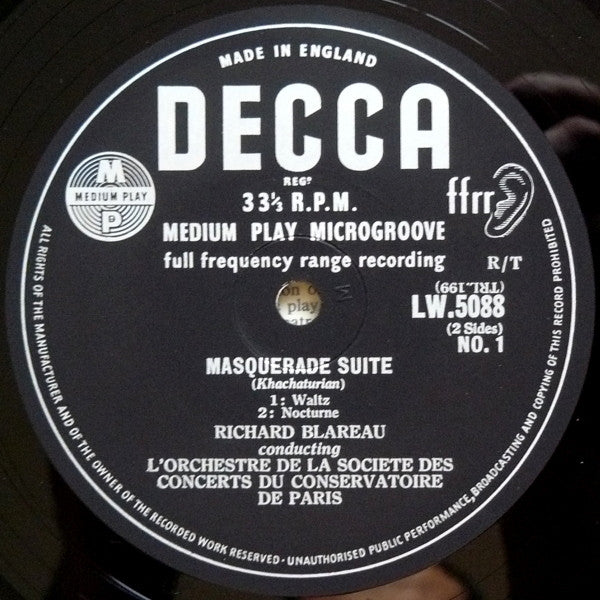 MADE IN ENGLAND
DECCA
REGD
M
MEDIUM PLAY
P
33⅓ R.P.M.
ffrr
MEDIUM PLAY MICROGROOVE
full frequency range recording
R/T
(TRL-199)
LW.5088
(2 Sides)
NO. 1
MASQUERADE SUITE
(Khachaturian)
1: Waltz
2: Nocturne
RICHARD BLAREAU
conducting
L'ORCHESTRE DE LA SOCIETE DES
CONCERTS DU CONSERVATOIRE
DE PARIS
ALL RIGHTS OF THE MANUFACTURER AND OF THE OWNER OF THE RECORDED WORK RESERVED · UNAUTHORISED PUBLIC PERFORMANCE, BROADCASTING AND COPYING OF THIS RECORD PROHIBITED
play